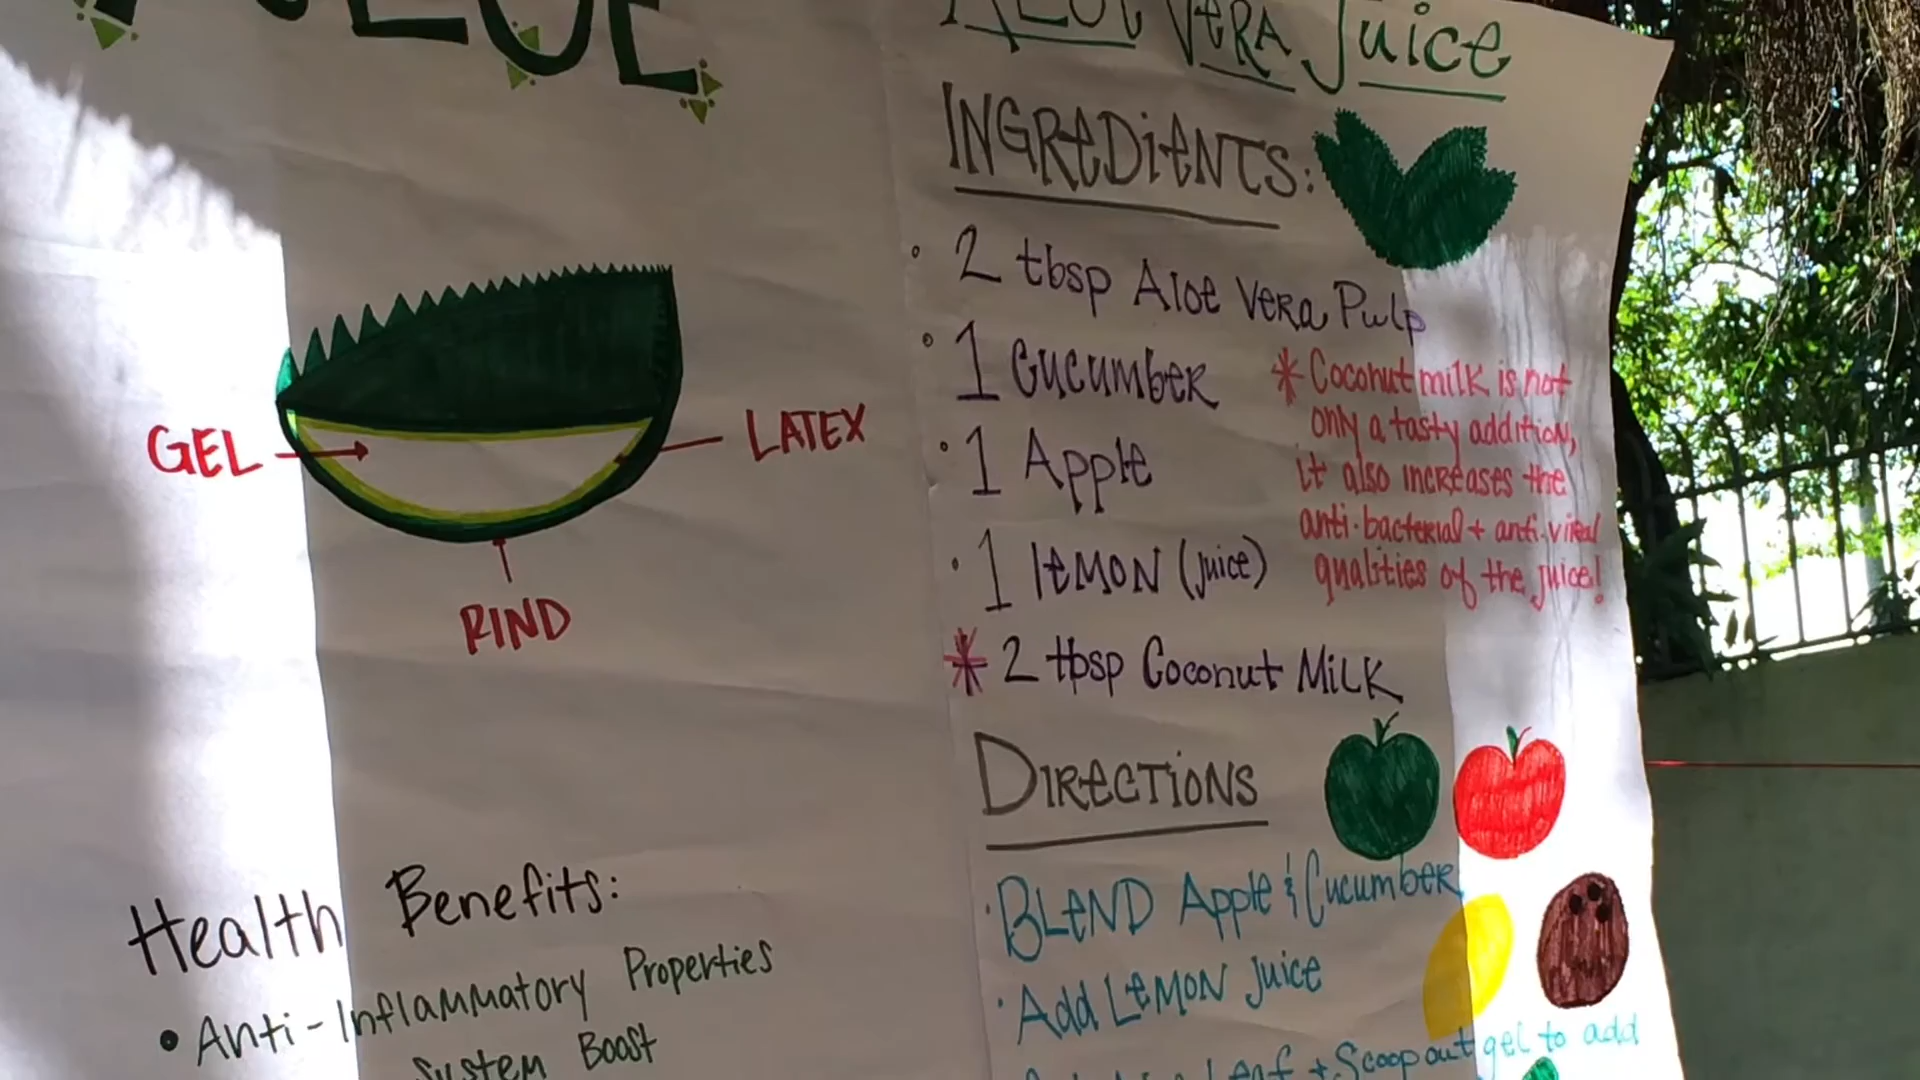 ALOE
GEL
LATEX
RIND
Health Benefits:
• Anti-Inflammatory Properties
System Boost
Aloe Vera Juice
Ingredients:
• 2 tbsp Aloe Vera Pulp
• 1 Cucumber
• 1 Apple
• 1 lemon (juice)
* 2 tbsp Coconut Milk
* Coconut milk is not
only a tasty addition,
it also increases the
anti-bacterial + anti-viral
qualities of the juice!
Directions
• Blend Apple & Cucumber
• Add Lemon Juice
Leaf + Scoop out gel to add